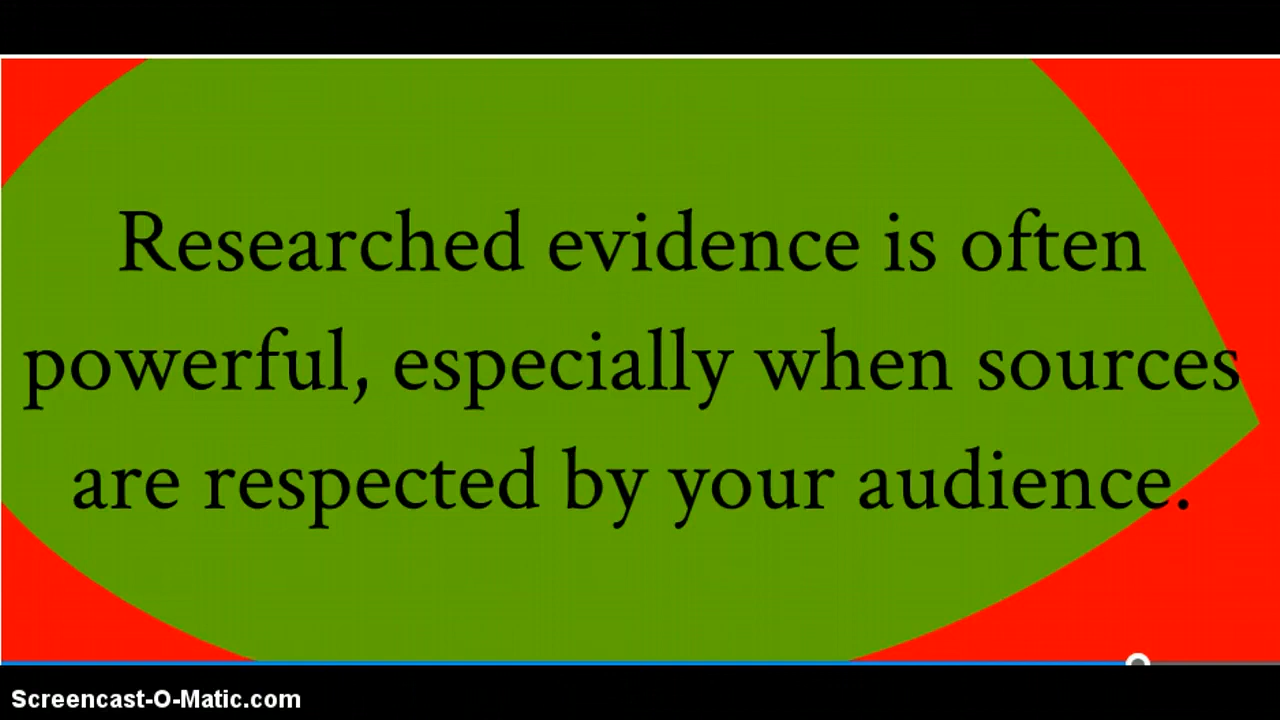 Researched evidence is often
powerful, especially when sources
are respected by your audience.
Screencast-O-Matic.com